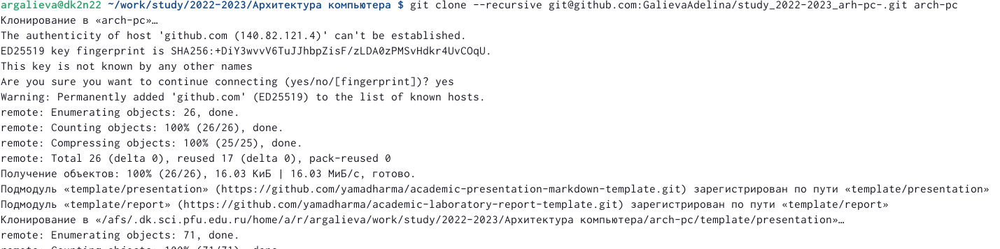 argalieva@dk2n22 ~/work/study/2022-2023/Архитектура компьютера $ git clone --recursive git@github.com:GalievaAdelina/study_2022-2023_arh-pc-.git arch-pc
Клонирование в «arch-pc»…
The authenticity of host 'github.com (140.82.121.4)' can't be established.
ED25519 key fingerprint is SHA256:+DiY3wvvV6TuJJhbpZisF/zLDA0zPMSvHdkr4UvCOqU.
This key is not known by any other names
Are you sure you want to continue connecting (yes/no/[fingerprint])? yes
Warning: Permanently added 'github.com' (ED25519) to the list of known hosts.
remote: Enumerating objects: 26, done.
remote: Counting objects: 100% (26/26), done.
remote: Compressing objects: 100% (25/25), done.
remote: Total 26 (delta 0), reused 17 (delta 0), pack-reused 0
Получение объектов: 100% (26/26), 16.03 КиБ | 16.03 МиБ/с, готово.
Подмодуль «template/presentation» (https://github.com/yamadharma/academic-presentation-markdown-template.git) зарегистрирован по пути «template/presentation»
Подмодуль «template/report» (https://github.com/yamadharma/academic-laboratory-report-template.git) зарегистрирован по пути «template/report»
Клонирование в «/afs/.dk.sci.pfu.edu.ru/home/a/r/argalieva/work/study/2022-2023/Архитектура компьютера/arch-pc/template/presentation»…
remote: Enumerating objects: 71, done.
remote: Counting objects: 100% (71/71), done.